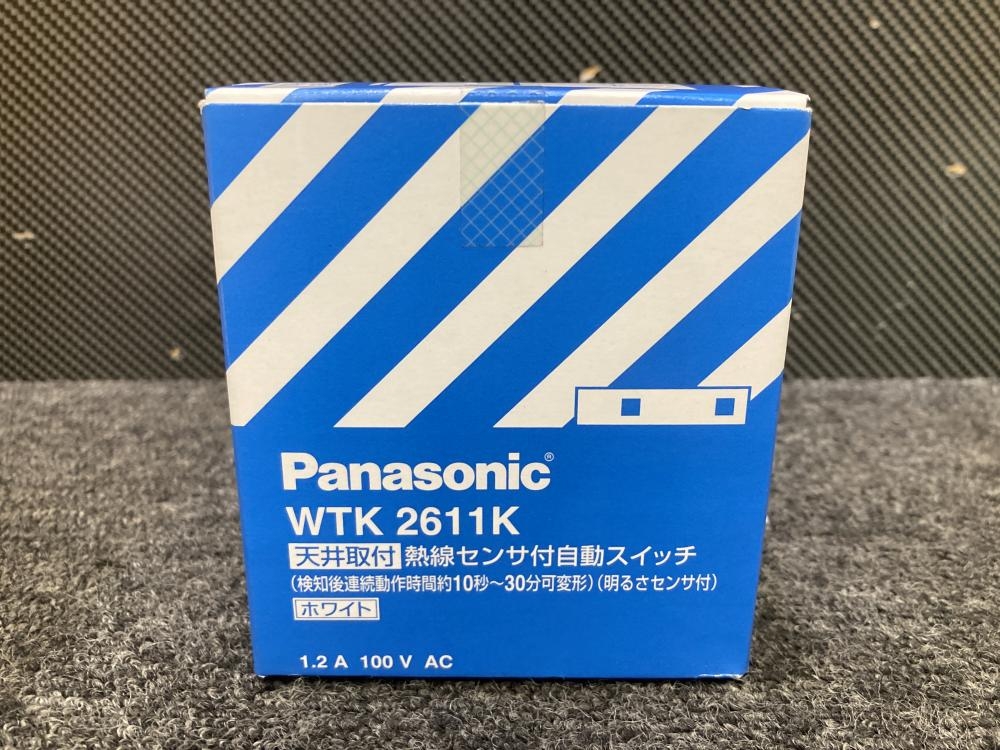 Panasonic®
WTK 2611K
天井取付 熱線センサ付自動スイッチ
(検知後連続動作時間約10秒〜30分可変形)(明るさセンサ付)
ホワイト
1.2 A 100 V AC